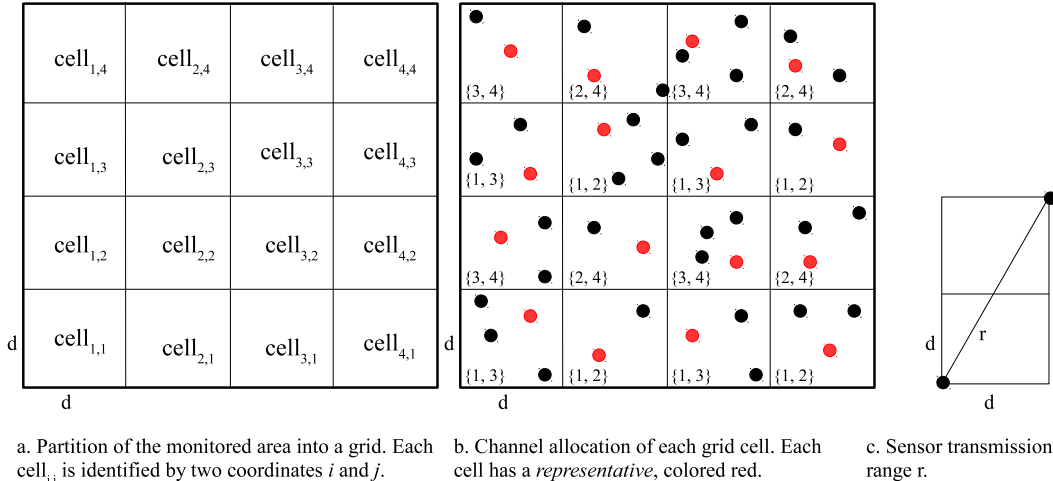 cell1,4 cell2,4 cell3,4 cell4,4
cell1,3 cell2,3 cell3,3 cell4,3
cell1,2 cell2,2 cell3,2 cell4,2
d cell1,1 cell2,1 cell3,1 cell4,1
d
{3, 4} {2, 4} {3, 4} {2, 4}
{1, 3} {1, 2} {1, 3} {1, 2}
{3, 4} {2, 4} {3, 4} {2, 4}
d
{1, 3} {1, 2} {1, 3} {1, 2}
d
d r
d
a. Partition of the monitored area into a grid. Each
celli,j is identified by two coordinates i and j.
b. Channel allocation of each grid cell. Each
cell has a representative, colored red.
c. Sensor transmission
range r.